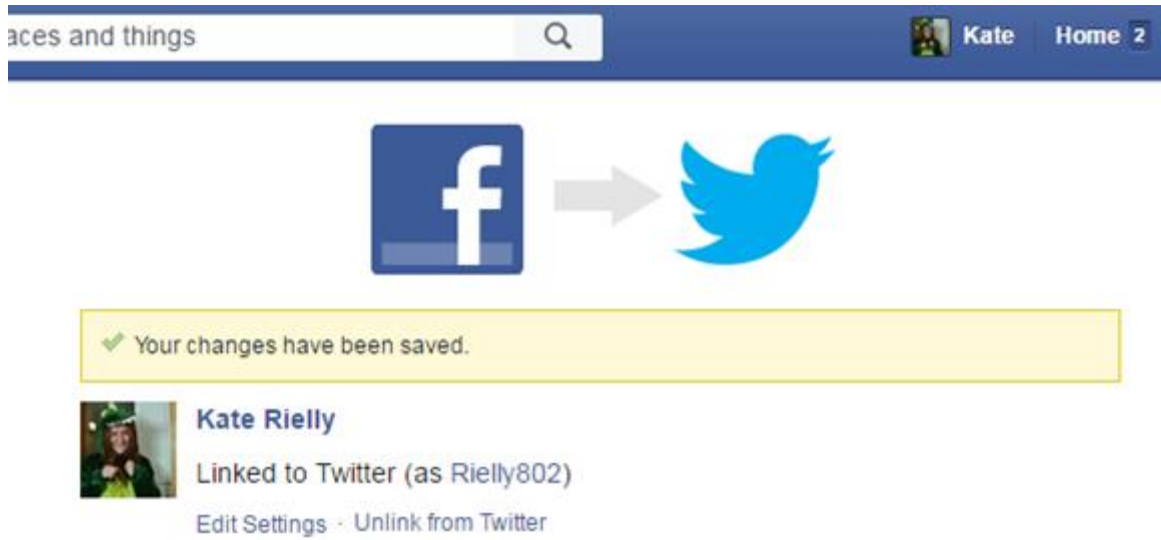 aces and things
Kate Home 2
f
Your changes have been saved.
Kate Rielly
Linked to Twitter (as Rielly802)
Edit Settings · Unlink from Twitter